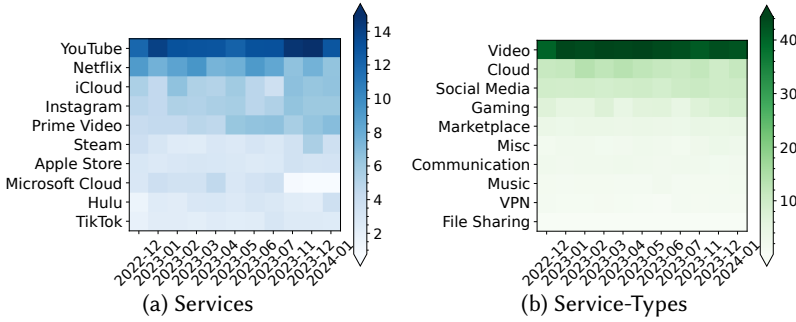 YouTube
Netflix
iCloud
Instagram
Prime Video
Steam
Apple Store
Microsoft Cloud
Hulu
TikTok
2022-12
2023-01
2023-02
2023-03
2023-04
2023-05
2023-06
2023-07
2023-11
2023-12
2024-01
14
12
10
8
6
4
2
(a) Services
Video
Cloud
Social Media
Gaming
Marketplace
Misc
Communication
Music
VPN
File Sharing
2022-12
2023-01
2023-02
2023-03
2023-04
2023-05
2023-06
2023-07
2023-11
2023-12
2024-01
40
30
20
10
(b) Service-Types